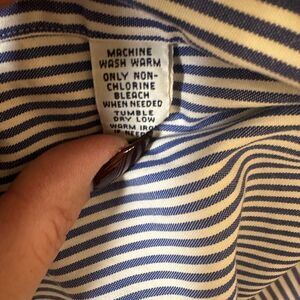 MACHINE
WASH WARM
ONLY NON-
CHLORINE
BLEACH
WHEN NEEDED
TUMBLE
DRY LOW
WARM IRON